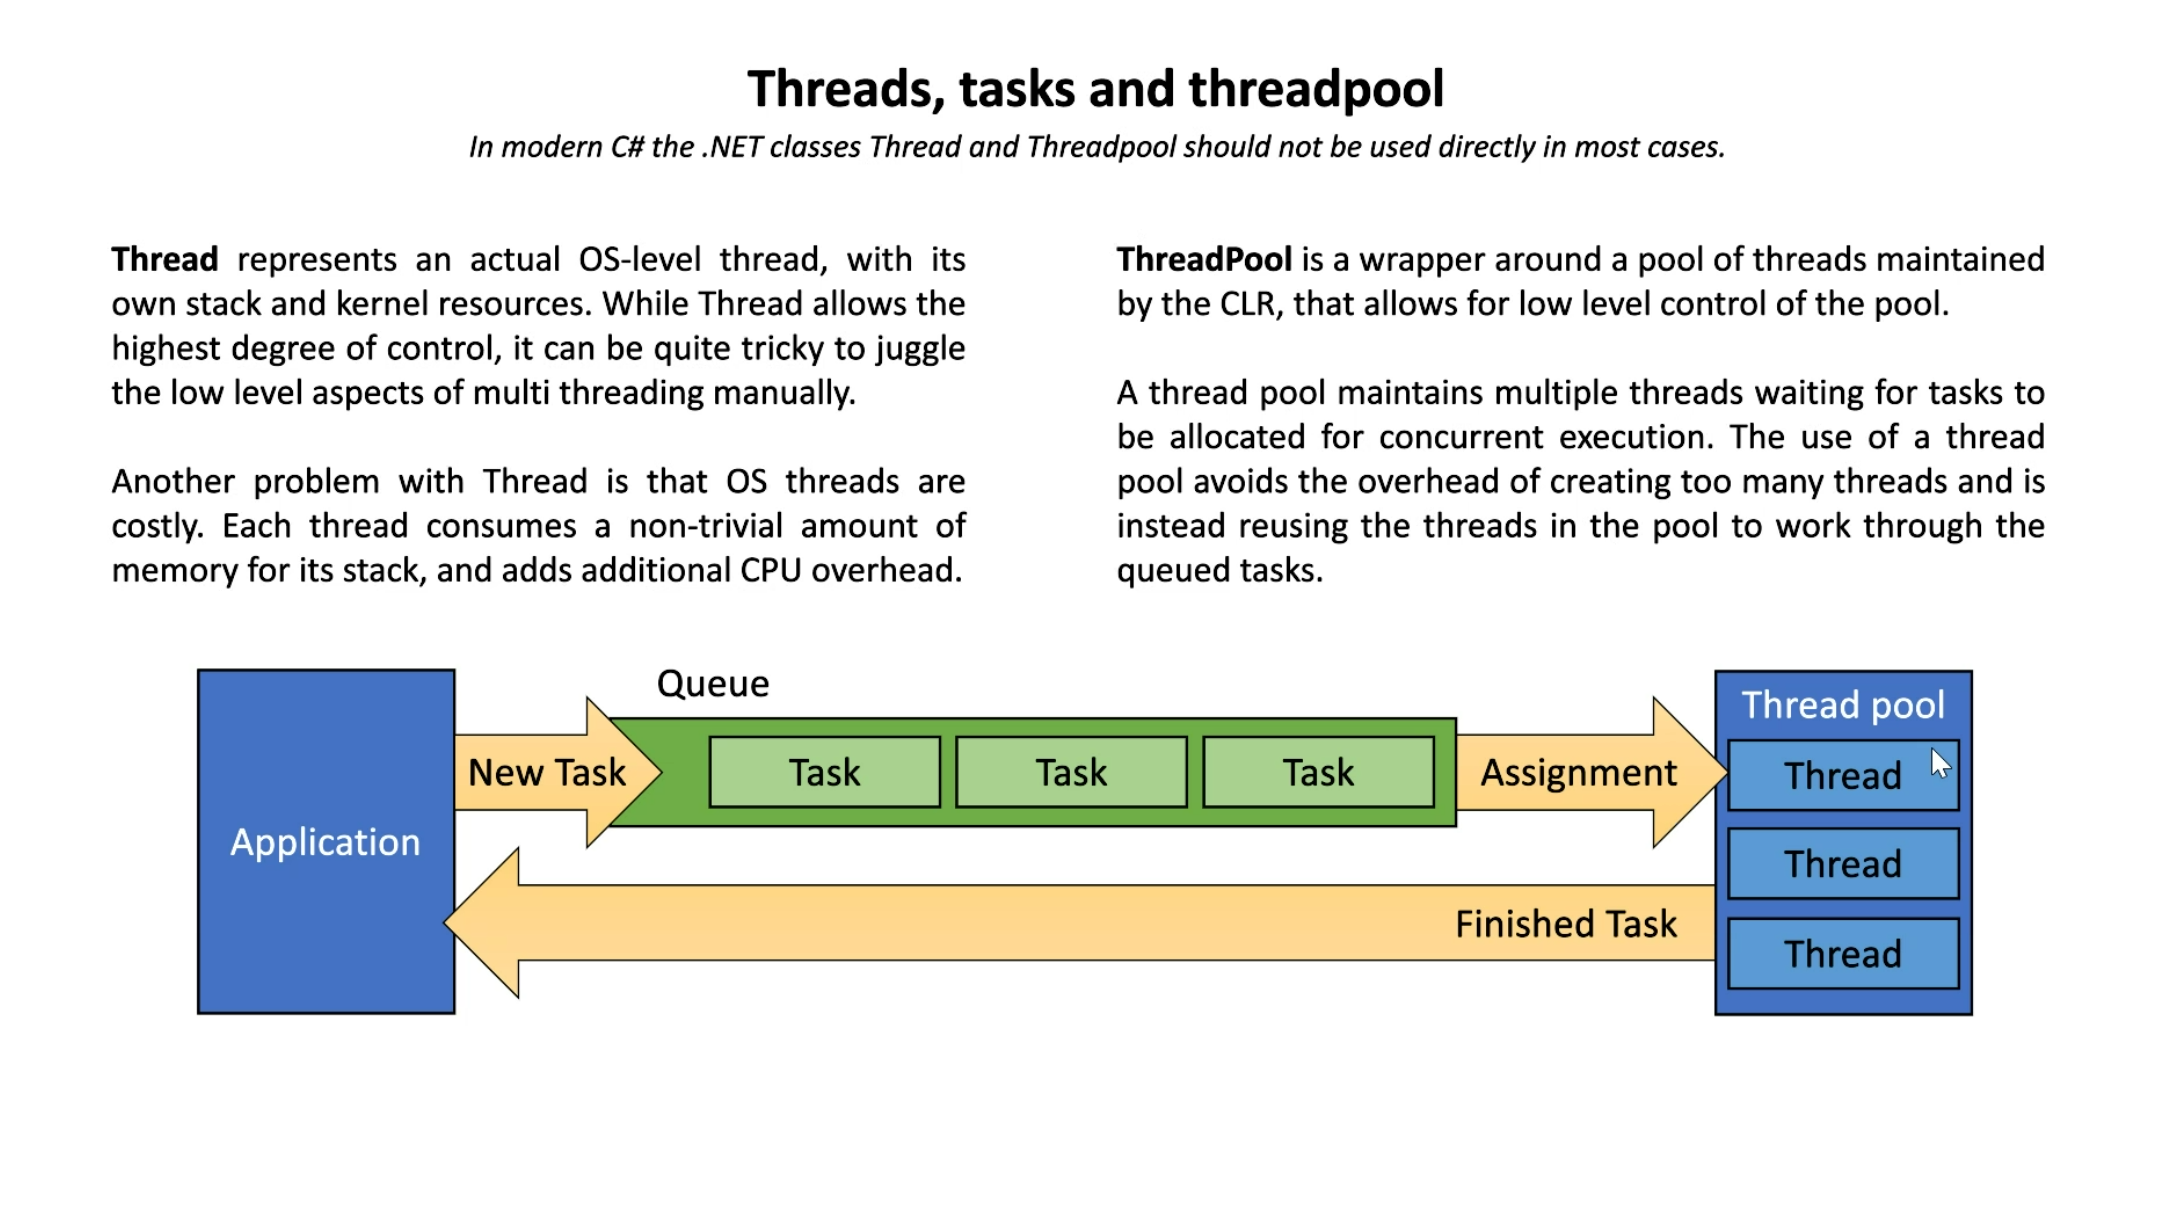 Threads, tasks and threadpool
In modern C# the .NET classes Thread and Threadpool should not be used directly in most cases.
Thread represents an actual OS-level thread, with its
own stack and kernel resources. While Thread allows the
highest degree of control, it can be quite tricky to juggle
the low level aspects of multi threading manually.
Another problem with Thread is that OS threads are
costly. Each thread consumes a non-trivial amount of
memory for its stack, and adds additional CPU overhead.
ThreadPool is a wrapper around a pool of threads maintained
by the CLR, that allows for low level control of the pool.
A thread pool maintains multiple threads waiting for tasks to
be allocated for concurrent execution. The use of a thread
pool avoids the overhead of creating too many threads and is
instead reusing the threads in the pool to work through the
queued tasks.
Application
New Task
Queue
Task
Task
Task
Assignment
Thread pool
Thread
Thread
Thread
Finished Task